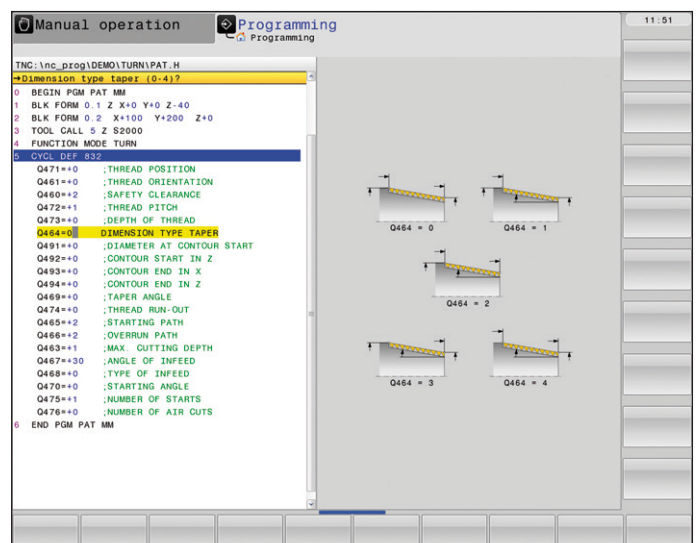 Manual operation
Programming
Programming
11:51
TNC:\nc_prog\DEMO\TURN\PAT.H
→Dimension type taper (0-4)?
0 BEGIN PGM PAT MM
1 BLK FORM 0.1 Z X+0 Y+0 Z-40
2 BLK FORM 0.2 X+100 Y+200 Z+0
3 TOOL CALL 5 Z S2000
4 FUNCTION MODE TURN
5 CYCL DEF 832
Q471=+0 ;THREAD POSITION
Q461=+0 ;THREAD ORIENTATION
Q460=+2 ;SAFETY CLEARANCE
Q472=+1 ;THREAD PITCH
Q473=+0 ;DEPTH OF THREAD
Q464=0 DIMENSION TYPE TAPER
Q491=+0 ;DIAMETER AT CONTOUR START
Q492=+0 ;CONTOUR START IN Z
Q493=+0 ;CONTOUR END IN X
Q494=+0 ;CONTOUR END IN Z
Q469=+0 ;TAPER ANGLE
Q474=+0 ;THREAD RUN-OUT
Q465=+2 ;STARTING PATH
Q466=+2 ;OVERRUN PATH
Q463=+1 ;MAX. CUTTING DEPTH
Q467=+30 ;ANGLE OF INFEED
Q468=+0 ;TYPE OF INFEED
Q470=+0 ;STARTING ANGLE
Q475=+1 ;NUMBER OF STARTS
Q476=+0 ;NUMBER OF AIR CUTS
6 END PGM PAT MM
Q464 = 0
Q464 = 1
Q464 = 2
Q464 = 3
Q464 = 4